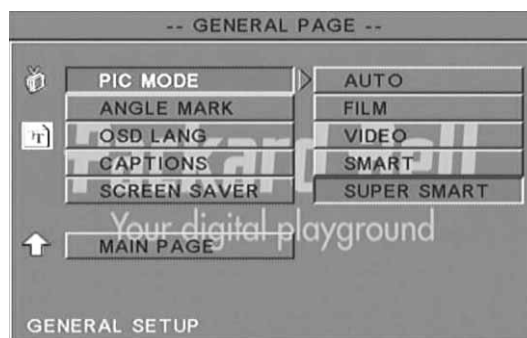 -- GENERAL PAGE --
PIC MODE
AUTO
ANGLE MARK
FILM
OSD LANG
VIDEO
CAPTIONS
SMART
SCREEN SAVER
SUPER SMART
Packard Bell
Your digital playground
MAIN PAGE
GENERAL SETUP